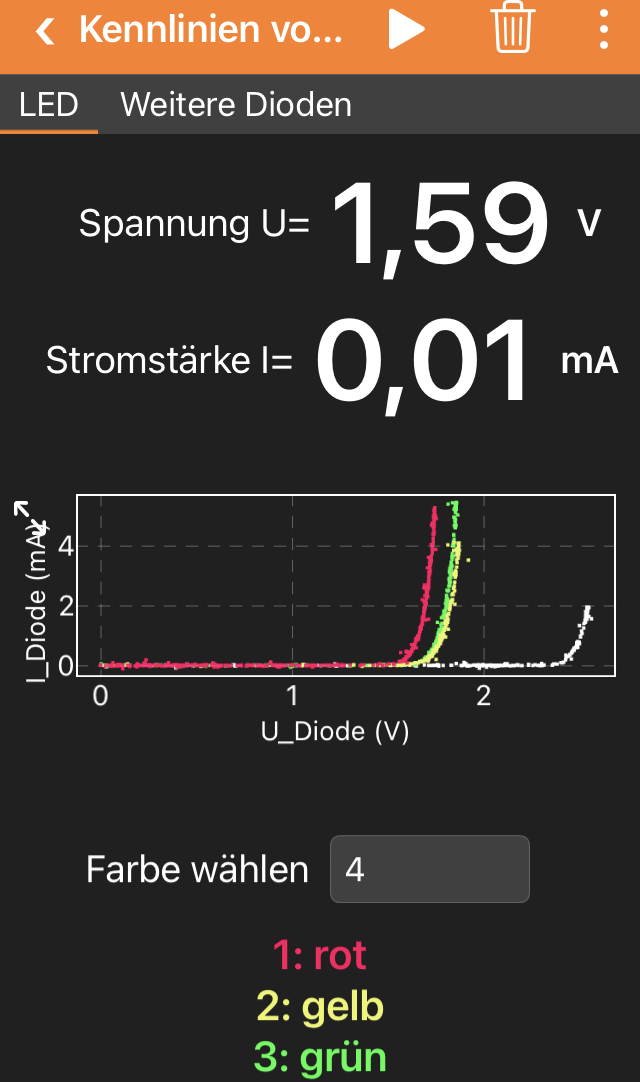 Kennlinien vo...
LED Weitere Dioden
Spannung U= 1,59 V
Stromstärke I= 0,01 mA
I_Diode (mA)
4
2
0
0 1 2
U_Diode (V)
Farbe wählen 4
1: rot
2: gelb
3: grün